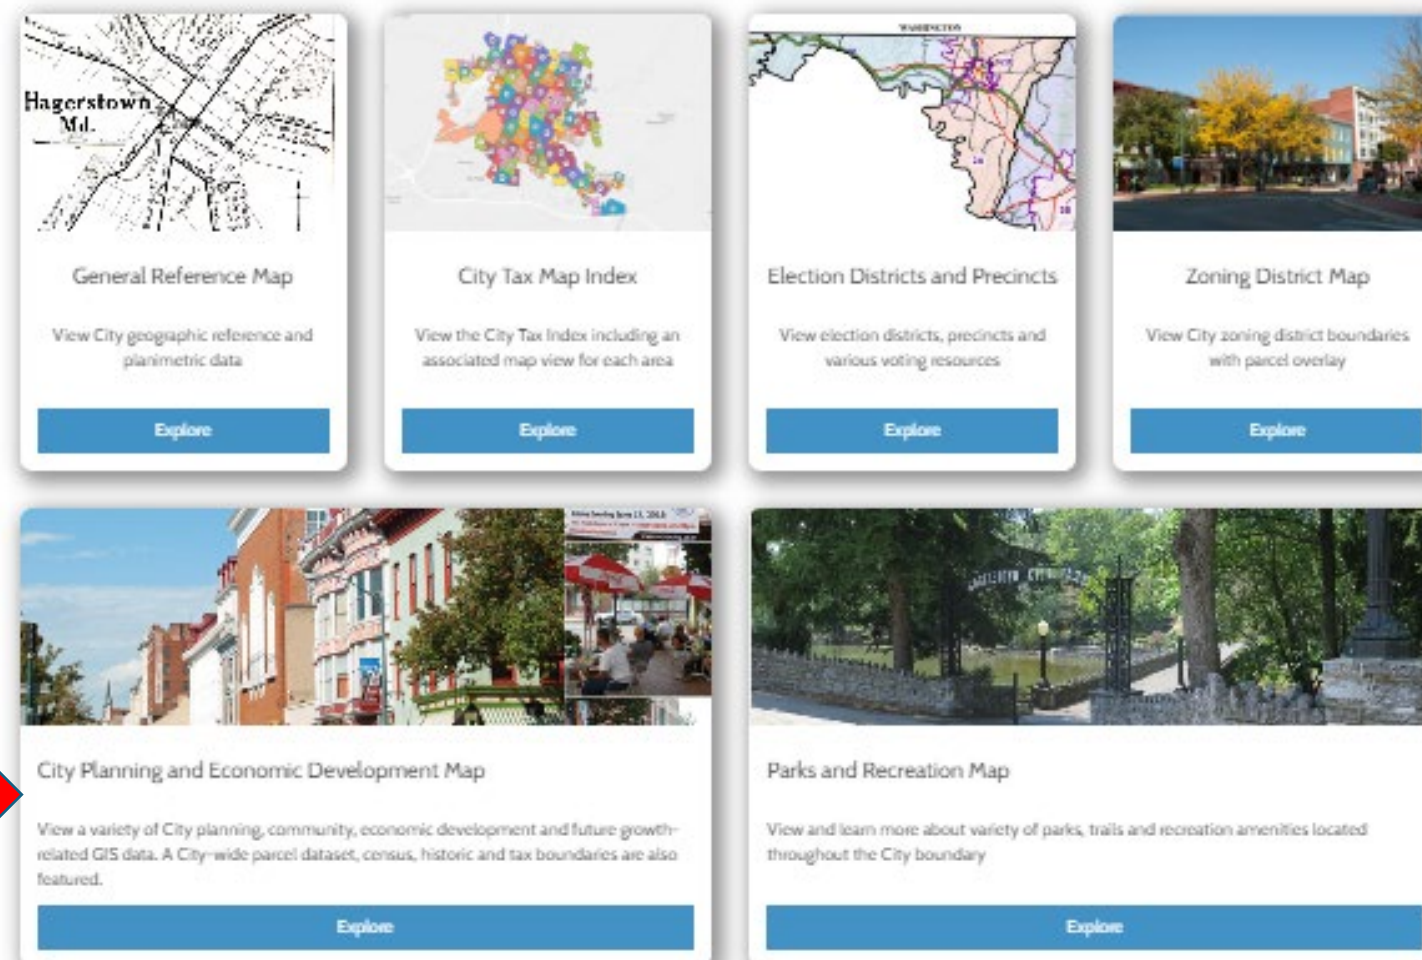 Hagerstown
Md.
WASHINGTON
General Reference Map
City Tax Map Index
Election Districts and Precincts
Zoning District Map
View City geographic reference and
planimetric data
View the City Tax Index including an
associated map view for each area
View election districts, precincts and
various voting resources
View City zoning district boundaries
with parcel overlay
Explore
Explore
Explore
Explore
2A
City Planning and Economic Development Map
Parks and Recreation Map
View a variety of City planning, community, economic development and future growth-
related GIS data. A City-wide parcel dataset, census, historic and tax boundaries are also
featured.
View and learn more about variety of parks, trails and recreation amenities located
throughout the City boundary
Explore
Explore